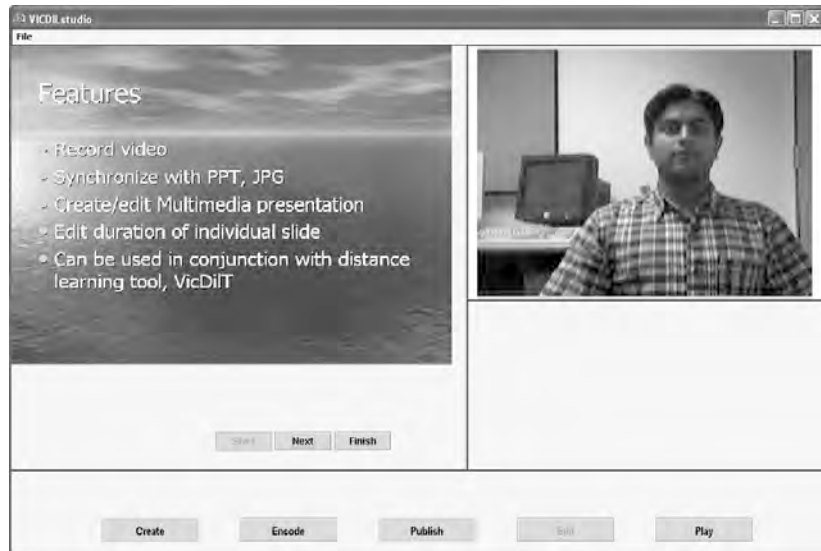 VICDILstudio
File
Features
Record video
Synchronize with PPT, JPG
Create/edit Multimedia presentation
Edit duration of individual slide
Can be used in conjunction with distance
learning tool, VicDilT
Start Next Finish
Create Encode Publish Edit Play